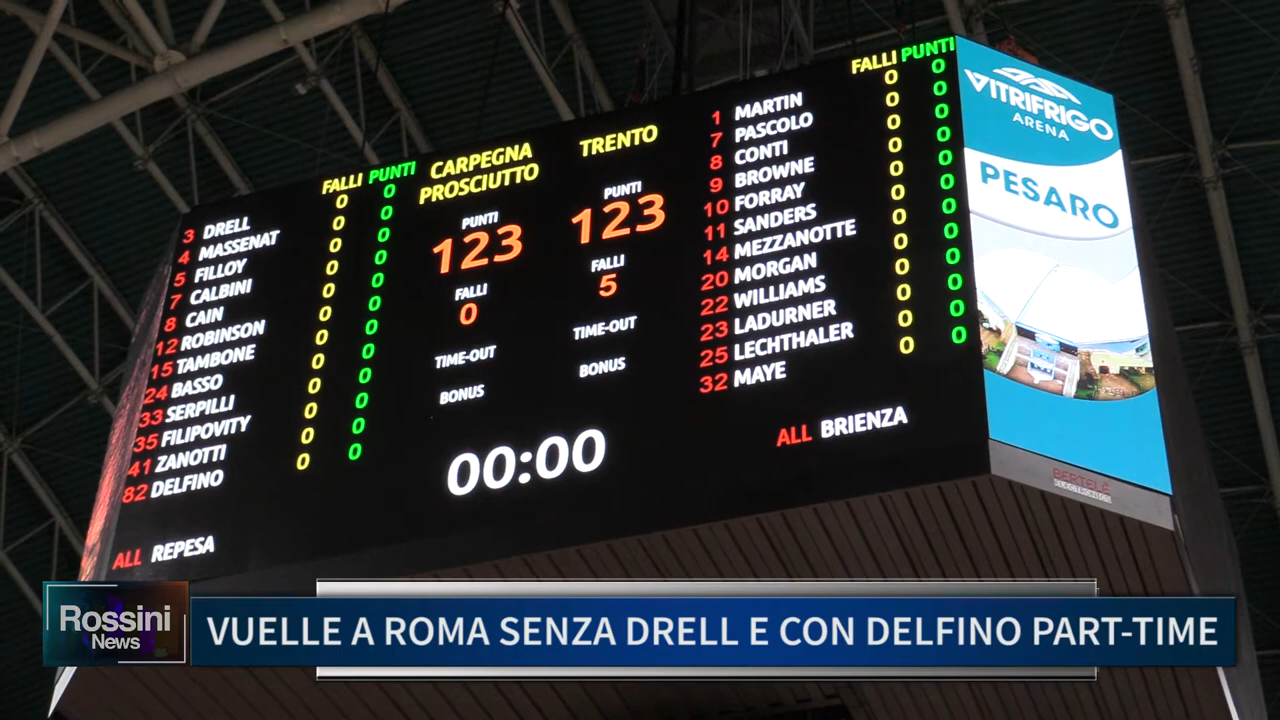 FALLI PUNTI
3 DRELL 0 0
4 MASSENAT 0 0
5 FILLOY 0 0
7 CALBINI 0 0
8 CAIN 0 0
12 ROBINSON 0 0
15 TAMBONE 0 0
24 BASSO 0 0
33 SERPILLI 0 0
35 FILIPOVITY 0 0
41 ZANOTTI 0 0
82 DELFINO 0 0
ALL REPESA
CARPEGNA
PROSCIUTTO
PUNTI
123
FALLI
0
TIME-OUT
BONUS
TRENTO
PUNTI
123
FALLI
5
TIME-OUT
BONUS
00:00
FALLI PUNTI
1 MARTIN 0 0
7 PASCOLO 0 0
8 CONTI 0 0
9 BROWNE 0 0
10 FORRAY 0 0
11 SANDERS 0 0
14 MEZZANOTTE 0 0
20 MORGAN 0 0
22 WILLIAMS 0 0
23 LADURNER 0 0
25 LECHTHALER 0 0
32 MAYE 0 0
ALL BRIENZA
VITRIFRIGO
ARENA
PESARO
BERTELÉ
ELECTRONICS
Rossini
News
VUELLE A ROMA SENZA DRELL E CON DELFINO PART-TIME